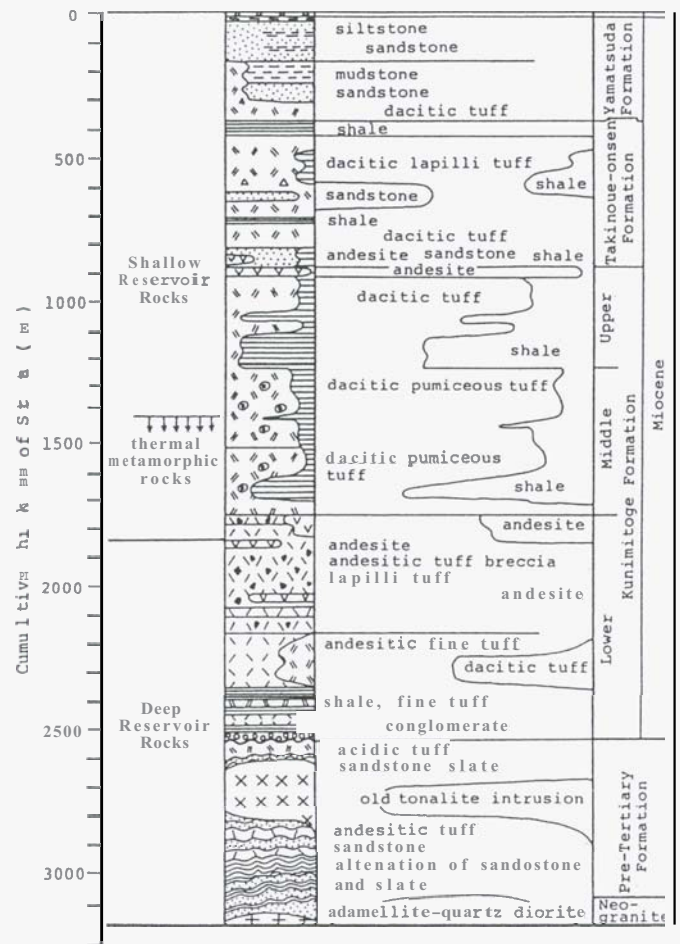 0
500
1000
1500
2000
2500
3000
Shallow
Reservoir
Rocks
thermal
metamorphic
rocks
Deep
Reservoir
Rocks
siltstone
sandstone
mudstone
sandstone
dacitic tuff
shale
dacitic lapilli tuff
shale
sandstone
shale
dacitic tuff
andesite sandstone shale
andesite
dacitic tuff
shale
dacitic pumiceous tuff
dacitic pumiceous
tuff
shale
andesite
andesite
andesitic tuff breccia
lapilli tuff
andesite
andesitic fine tuff
dacitic tuff
shale, fine tuff
conglomerate
acidic tuff
sandstone slate
old tonalite intrusion
andesitic tuff
sandstone
altenation of sandostone
and slate
adamellite-quartz diorite
Yamatsuda
Formation
Takinoue-onsen
Formation
Upper
Middle
Lower
Kunimitoge Formation
Miocene
Pre-Tertiary
Formation
Neo-
granite